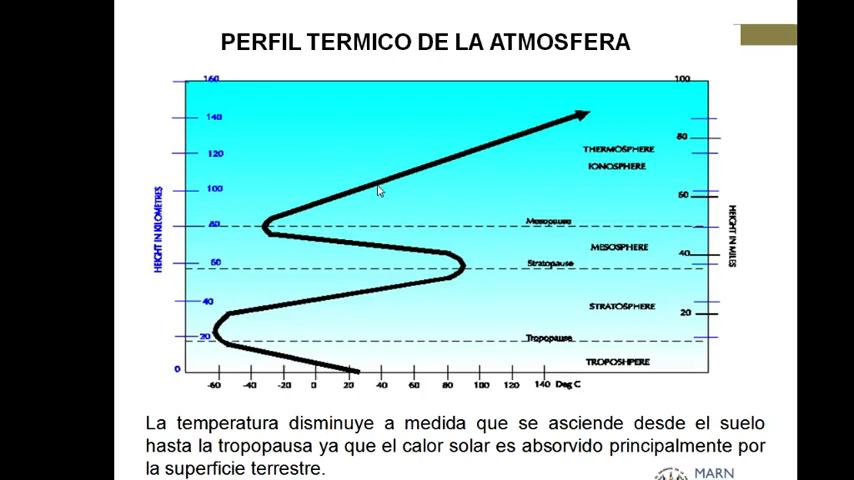 PERFIL TERMICO DE LA ATMOSFERA
160
140
120
100
80
60
40
20
0
HEIGHT IN KILOMETRES
100
80
60
40
20
HEIGHT IN MILES
THERMOSPHERE
IONOSPHERE
Mesopause
MESOSPHERE
Stratopause
STRATOSPHERE
Tropopause
TROPOSHPERE
-60 -40 -20 0 20 40 60 80 100 120 140 Deg C
La temperatura disminuye a medida que se asciende desde el suelo
hasta la tropopausa ya que el calor solar es absorvido principalmente por
la superficie terrestre.
MARN